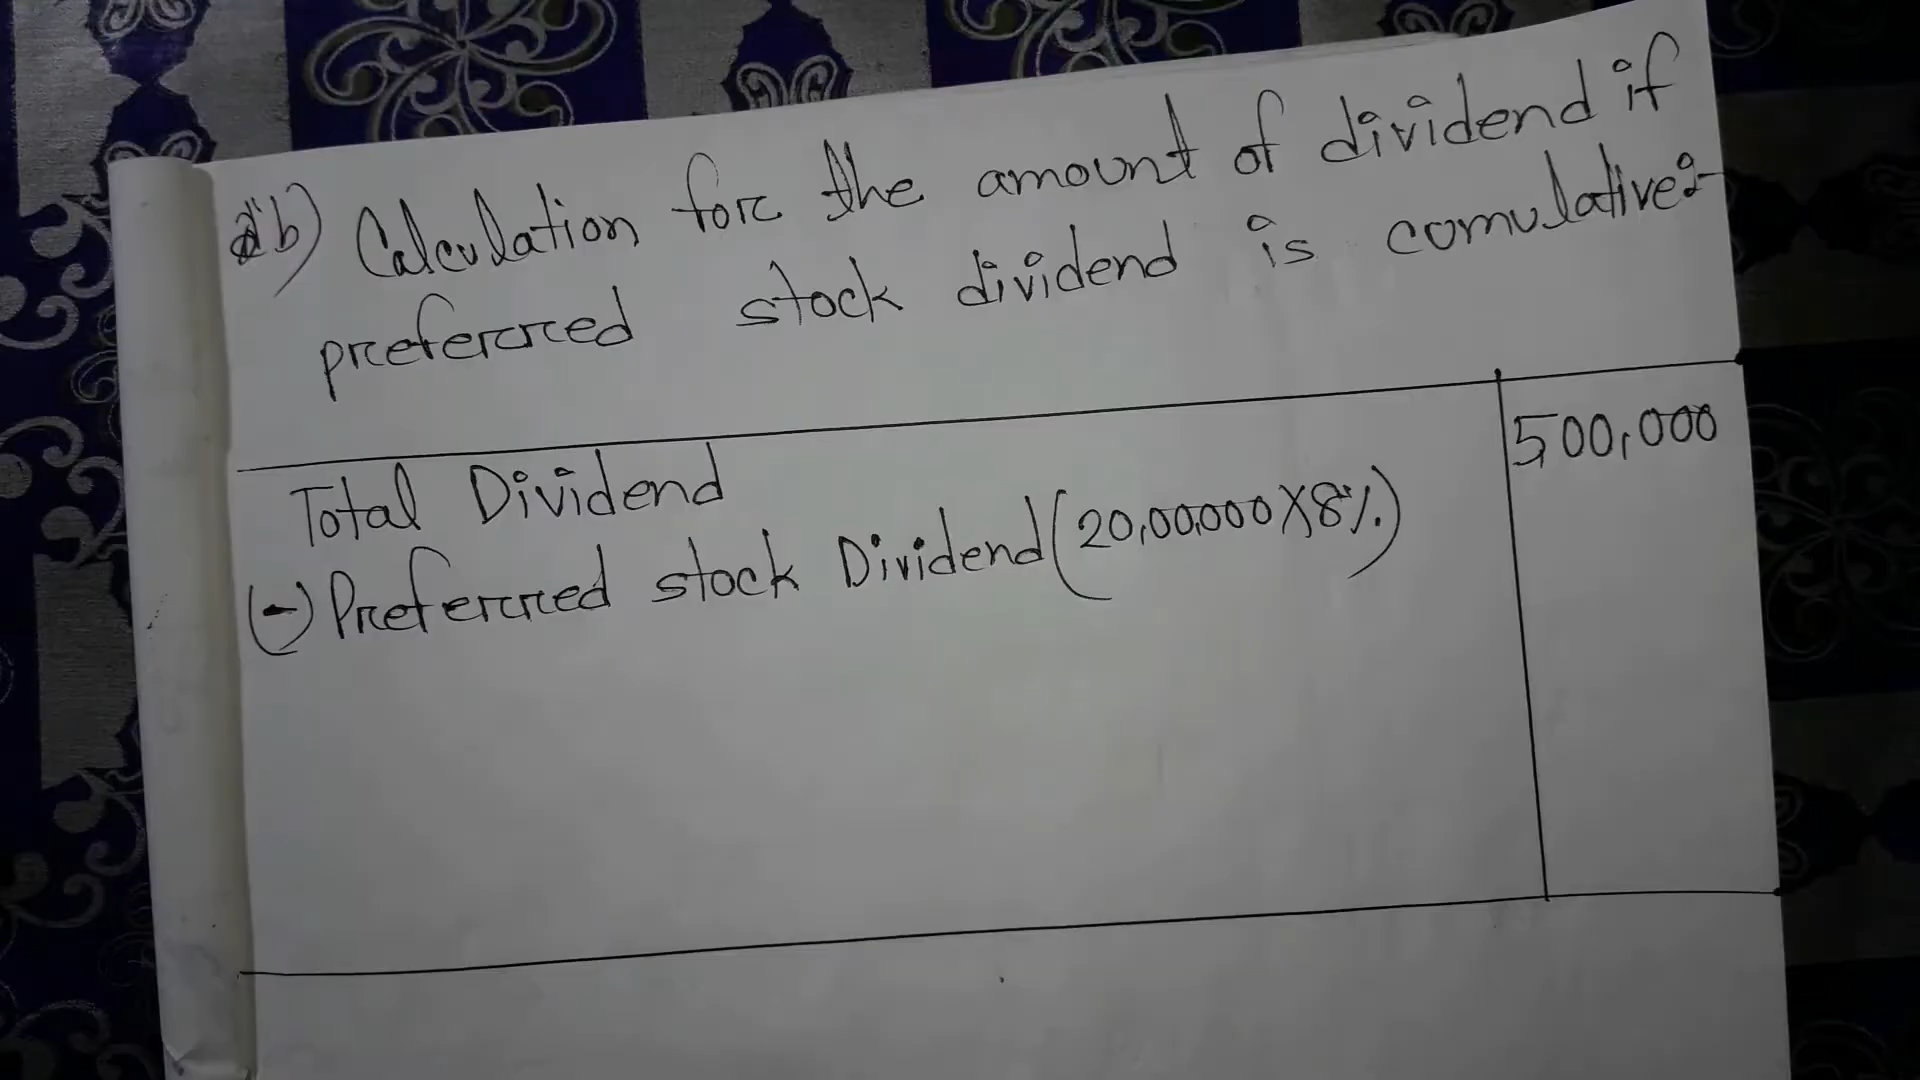 b) Calculation for the amount of dividend if
preferred stock dividend is comulative:-
Total Dividend 500,000
(-) Preferred stock Dividend (20,00,000 X 8%)